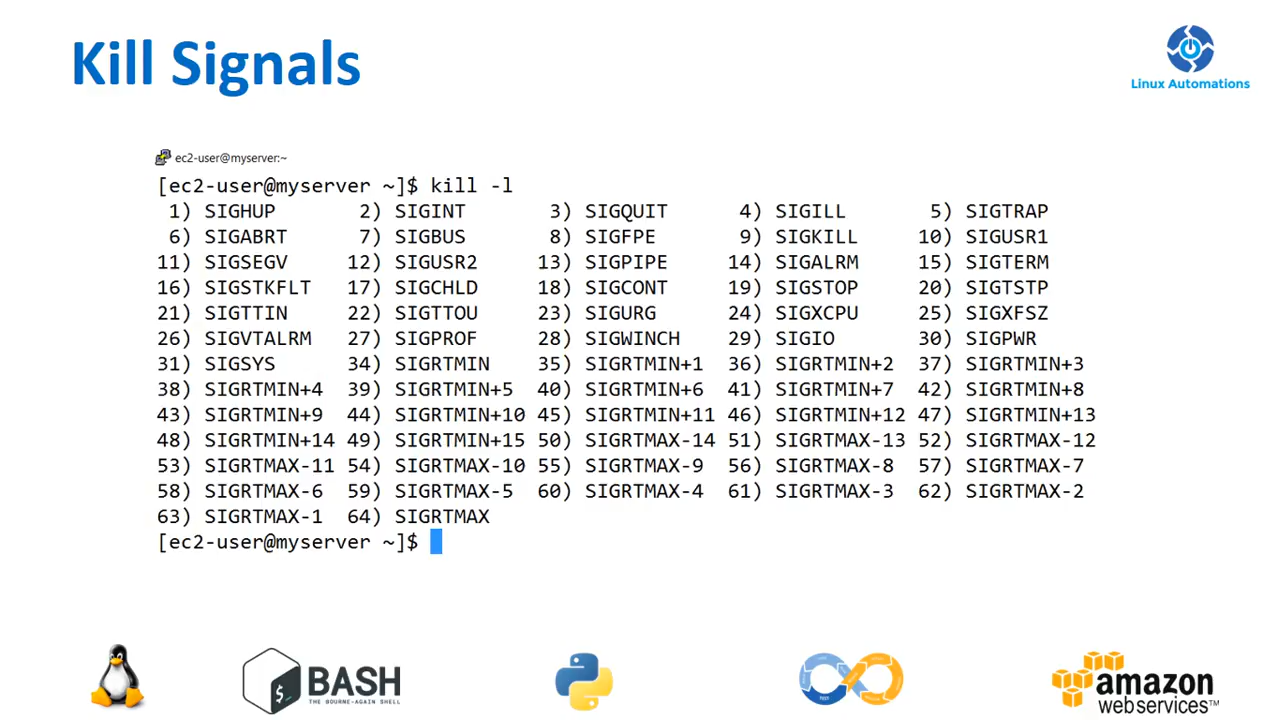 Kill Signals
Linux Automations
ec2-user@myserver:~
[ec2-user@myserver ~]$ kill -l
1) SIGHUP 2) SIGINT 3) SIGQUIT 4) SIGILL 5) SIGTRAP
6) SIGABRT 7) SIGBUS 8) SIGFPE 9) SIGKILL 10) SIGUSR1
11) SIGSEGV 12) SIGUSR2 13) SIGPIPE 14) SIGALRM 15) SIGTERM
16) SIGSTKFLT 17) SIGCHLD 18) SIGCONT 19) SIGSTOP 20) SIGTSTP
21) SIGTTIN 22) SIGTTOU 23) SIGURG 24) SIGXCPU 25) SIGXFSZ
26) SIGVTALRM 27) SIGPROF 28) SIGWINCH 29) SIGIO 30) SIGPWR
31) SIGSYS 34) SIGRTMIN 35) SIGRTMIN+1 36) SIGRTMIN+2 37) SIGRTMIN+3
38) SIGRTMIN+4 39) SIGRTMIN+5 40) SIGRTMIN+6 41) SIGRTMIN+7 42) SIGRTMIN+8
43) SIGRTMIN+9 44) SIGRTMIN+10 45) SIGRTMIN+11 46) SIGRTMIN+12 47) SIGRTMIN+13
48) SIGRTMIN+14 49) SIGRTMIN+15 50) SIGRTMAX-14 51) SIGRTMAX-13 52) SIGRTMAX-12
53) SIGRTMAX-11 54) SIGRTMAX-10 55) SIGRTMAX-9 56) SIGRTMAX-8 57) SIGRTMAX-7
58) SIGRTMAX-6 59) SIGRTMAX-5 60) SIGRTMAX-4 61) SIGRTMAX-3 62) SIGRTMAX-2
63) SIGRTMAX-1 64) SIGRTMAX
[ec2-user@myserver ~]$
$_
BASH
THE BOURNE-AGAIN SHELL
amazon
webservices™